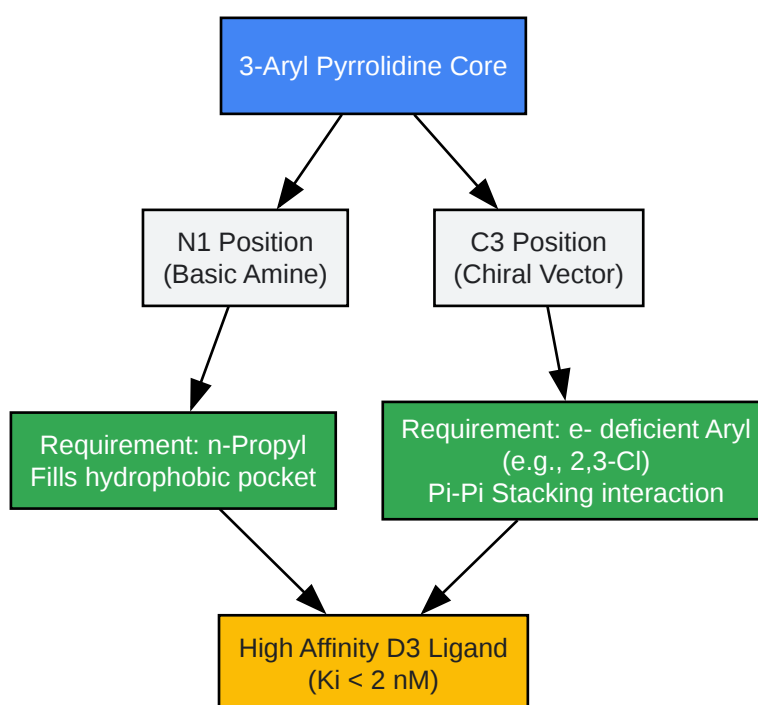 3-Aryl Pyrrolidine Core
N1 Position
(Basic Amine)
C3 Position
(Chiral Vector)
Requirement: n-Propyl
Fills hydrophobic pocket
Requirement: e- deficient Aryl
(e.g., 2,3-Cl)
Pi-Pi Stacking interaction
High Affinity D3 Ligand
(Ki < 2 nM)